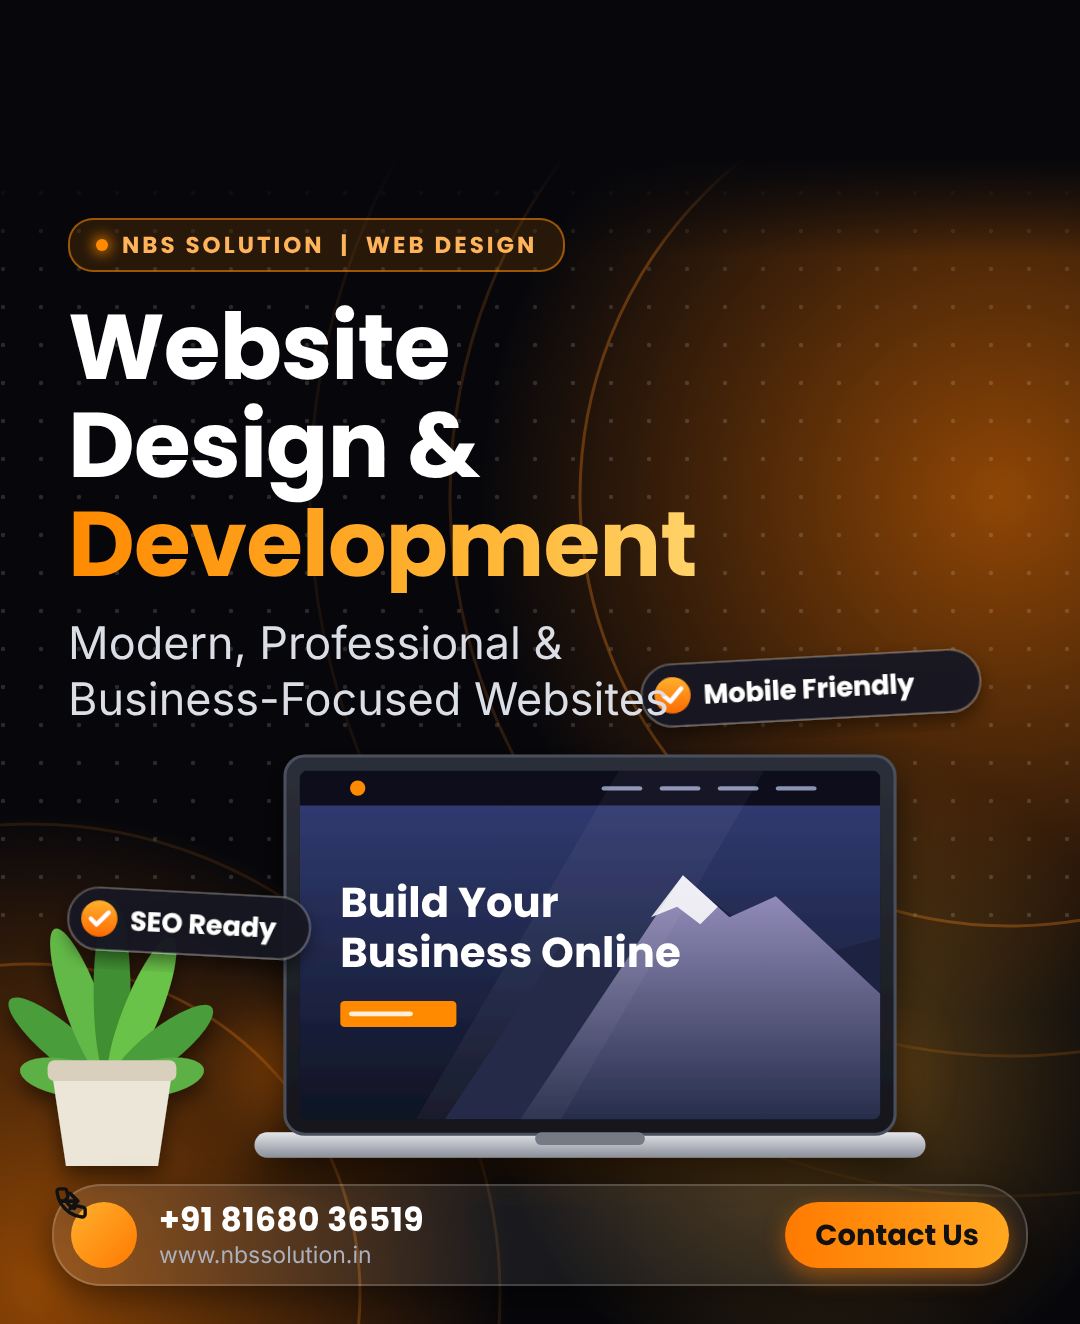 NBS SOLUTION | WEB DESIGN
Website
Design &
Development
Modern, Professional &
Business-Focused Websites
Mobile Friendly
SEO Ready
Build Your
Business Online
+91 81680 36519
www.nbssolution.in
Contact Us